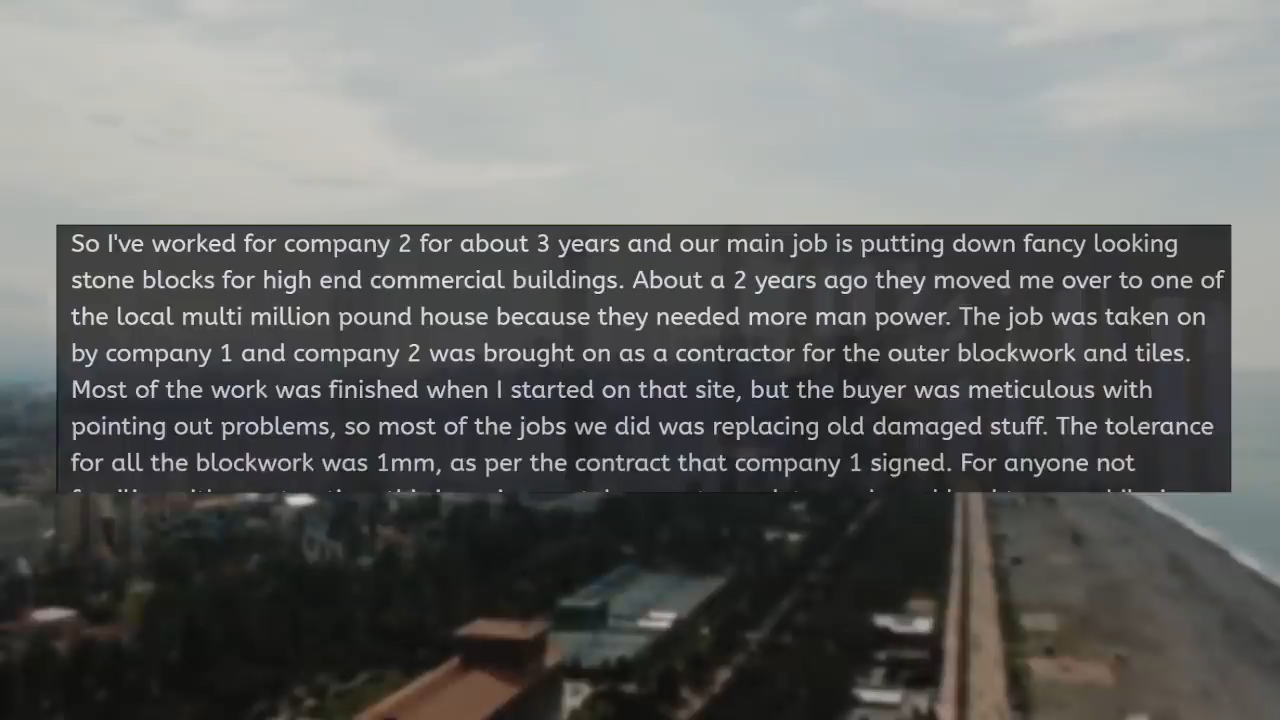 So I've worked for company 2 for about 3 years and our main job is putting down fancy looking
stone blocks for high end commercial buildings. About a 2 years ago they moved me over to one of
the local multi million pound house because they needed more man power. The job was taken on
by company 1 and company 2 was brought on as a contractor for the outer blockwork and tiles.
Most of the work was finished when I started on that site, but the buyer was meticulous with
pointing out problems, so most of the jobs we did was replacing old damaged stuff. The tolerance
for all the blockwork was 1mm, as per the contract that company 1 signed. For anyone not